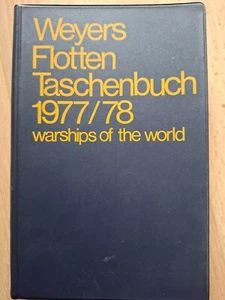 Weyers
Flotten
Taschenbuch
1977/78
warships of the world